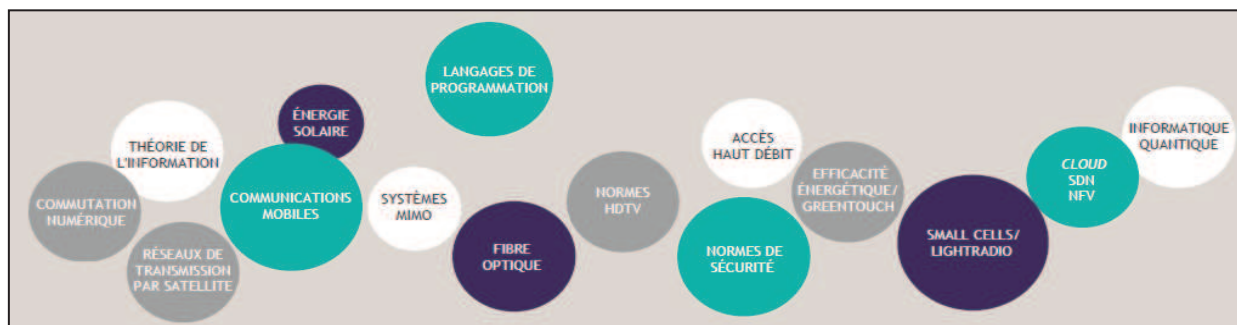 LANGAGES DE
PROGRAMMATION
ÉNERGIE
SOLAIRE
THÉORIE DE
L'INFORMATION
COMMUTATION
NUMÉRIQUE
RÉSEAUX DE
TRANSMISSION
PAR SATELLITE
COMMUNICATIONS
MOBILES
SYSTÈMES
MIMO
FIBRE
OPTIQUE
NORMES
HDTV
ACCÈS
HAUT DÉBIT
NORMES DE
SÉCURITÉ
EFFICACITÉ
ÉNERGÉTIQUE/
GREENTOUCH
SMALL CELLS/
LIGHTRADIO
CLOUD
SDN
NFV
INFORMATIQUE
QUANTIQUE